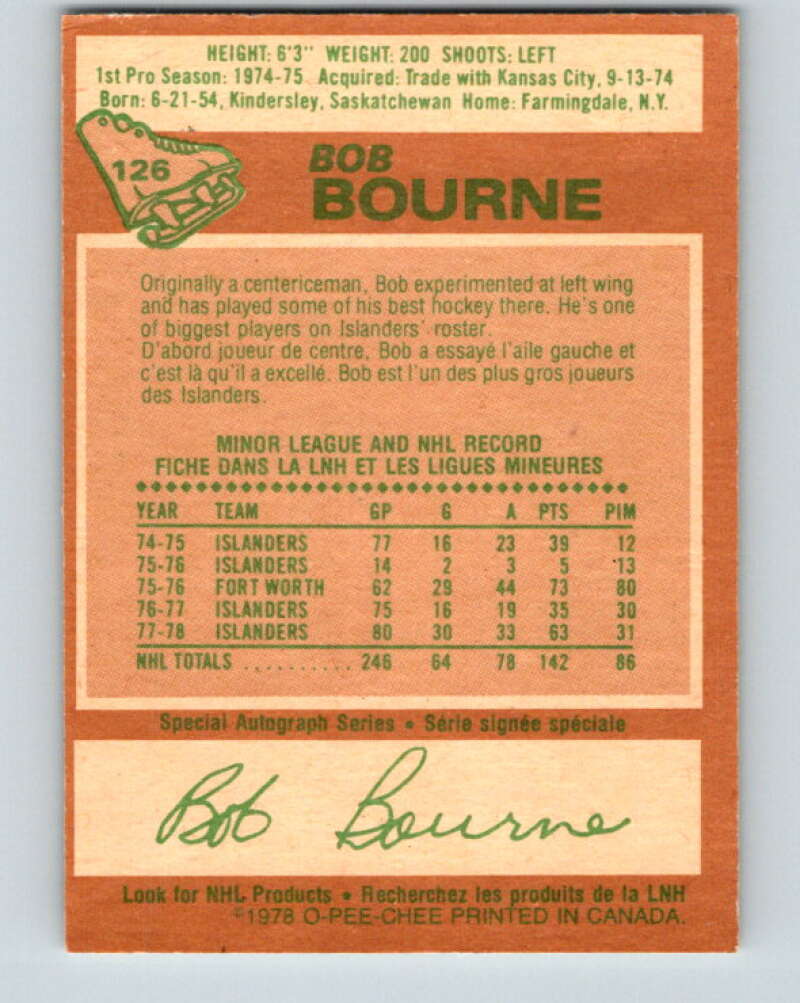 HEIGHT: 6'3" WEIGHT: 200 SHOOTS: LEFT
1st Pro Season: 1974-75 Acquired: Trade with Kansas City, 9-13-74
Born: 6-21-54, Kindersley, Saskatchewan Home: Farmingdale, N.Y.
126
BOB
BOURNE
Originally a centericeman, Bob experimented at left wing
and has played some of his best hockey there. He's one
of biggest players on Islanders' roster.
D'abord joueur de centre, Bob a essayé l'aile gauche et
c'est là qu'il a excellé. Bob est l'un des plus gros joueurs
des Islanders.
MINOR LEAGUE AND NHL RECORD
FICHE DANS LA LNH ET LES LIGUES MINEURES
YEAR TEAM GP G A PTS PIM
74-75 ISLANDERS 77 16 23 39 12
75-76 ISLANDERS 14 2 3 5 13
75-76 FORT WORTH 62 29 44 73 80
76-77 ISLANDERS 75 16 19 35 30
77-78 ISLANDERS 80 30 33 63 31
NHL TOTALS .......... 246 64 78 142 86
Special Autograph Series • Série signée spéciale
Bob Bourne
Look for NHL Products • Recherchez les produits de la LNH
©1978 O-PEE-CHEE PRINTED IN CANADA.